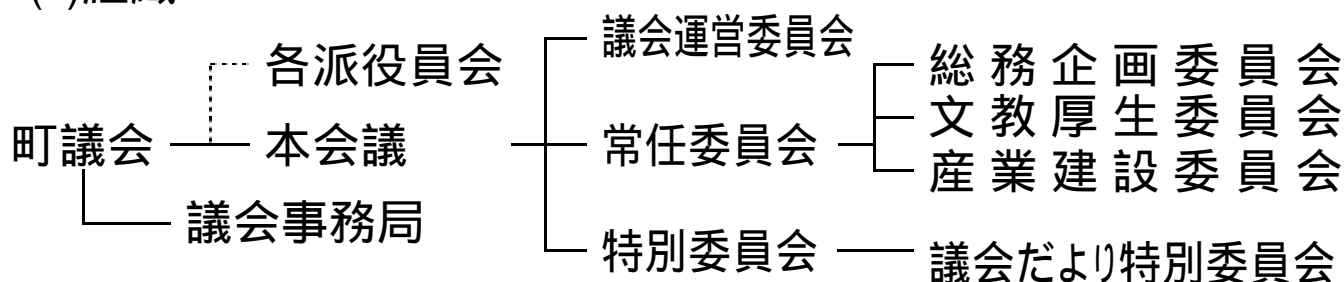 組織
各派役員会
町議会
本会議
議会事務局
議会運営委員会
常任委員会
特別委員会
総務企画委員会
文教厚生委員会
産業建設委員会
議会だより特別委員会